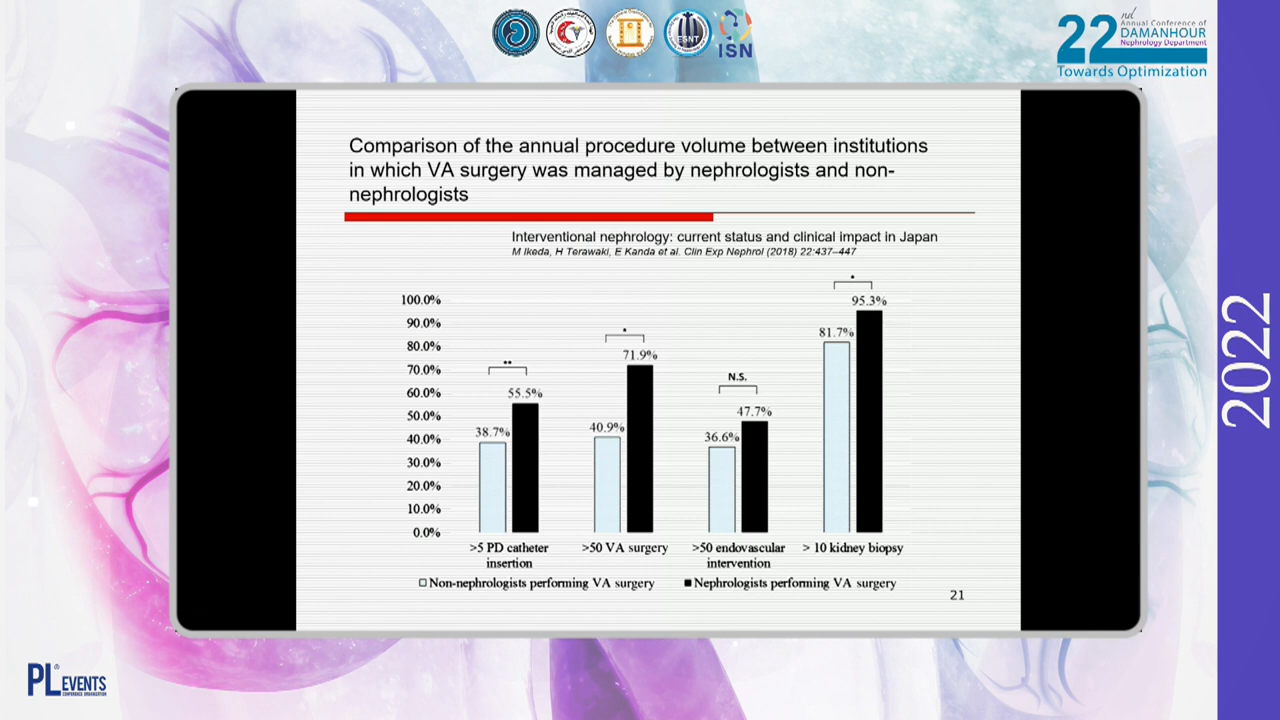 ESNT
ISN
22nd
Annual Conference of
DAMANHOUR
Nephrology Department
Towards Optimization
2022
Comparison of the annual procedure volume between institutions
in which VA surgery was managed by nephrologists and non-
nephrologists
Interventional nephrology: current status and clinical impact in Japan
M Ikeda, H Terawaki, E Kanda et al. Clin Exp Nephrol (2018) 22:437–447
100.0%
90.0%
80.0%
70.0%
60.0%
50.0%
40.0%
30.0%
20.0%
10.0%
0.0%
**
38.7%
55.5%
*
40.9%
71.9%
N.S.
36.6%
47.7%
*
81.7%
95.3%
>5 PD catheter
insertion
>50 VA surgery
>50 endovascular
intervention
> 10 kidney biopsy
Non-nephrologists performing VA surgery
Nephrologists performing VA surgery
21
PL® EVENTS
CONFERENCE ORGANIZATION